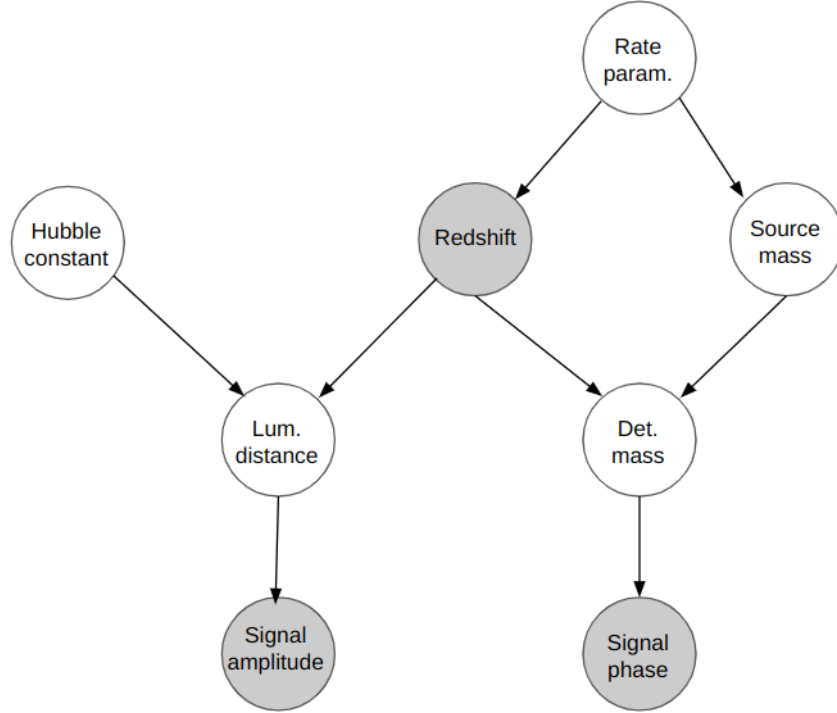 Rate
param.
Hubble
constant
Redshift
Source
mass
Lum.
distance
Det.
mass
Signal
amplitude
Signal
phase